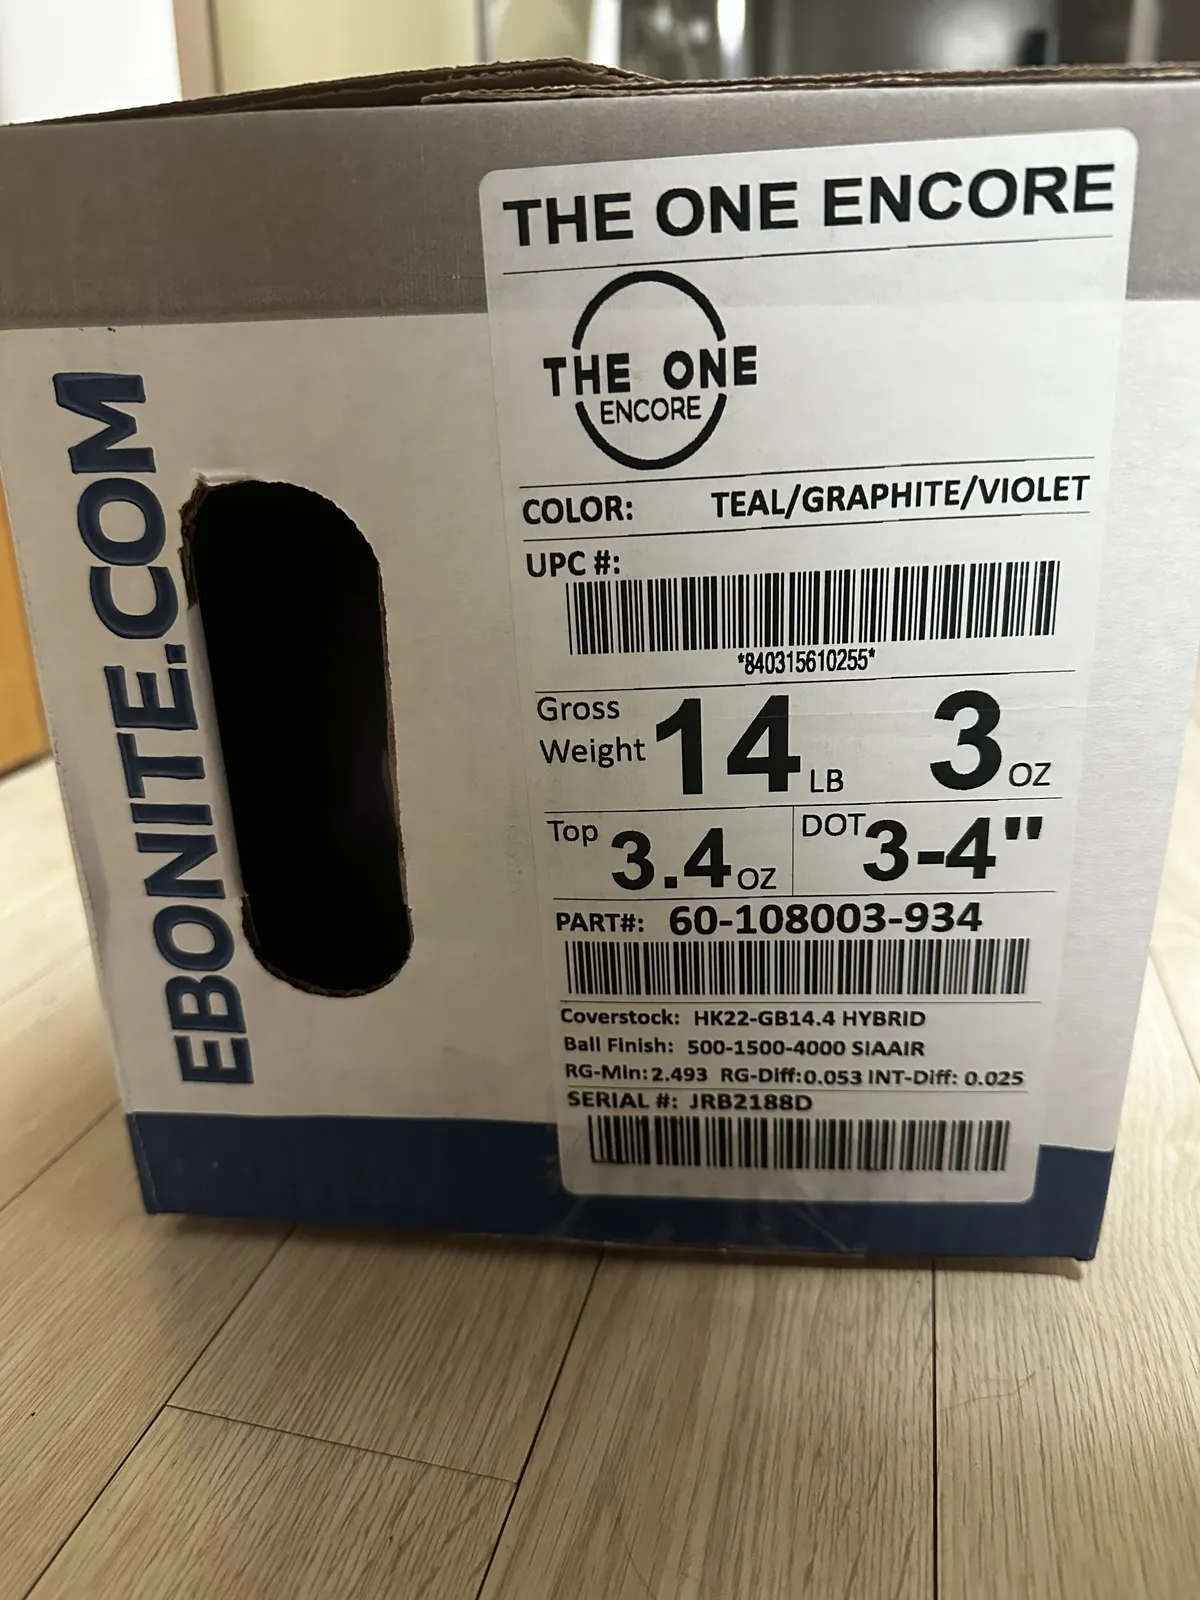 EBONITE.COM
THE ONE ENCORE
THE ONE
ENCORE
COLOR: TEAL/GRAPHITE/VIOLET
UPC #:
*840315610255*
Gross Weight 14 LB 3 OZ
Top 3.4 OZ DOT 3-4"
PART#: 60-108003-934
Coverstock: HK22-GB14.4 HYBRID
Ball Finish: 500-1500-4000 SIAAIR
RG-Min: 2.493 RG-Diff: 0.053 INT-Diff: 0.025
SERIAL #: JRB2188D